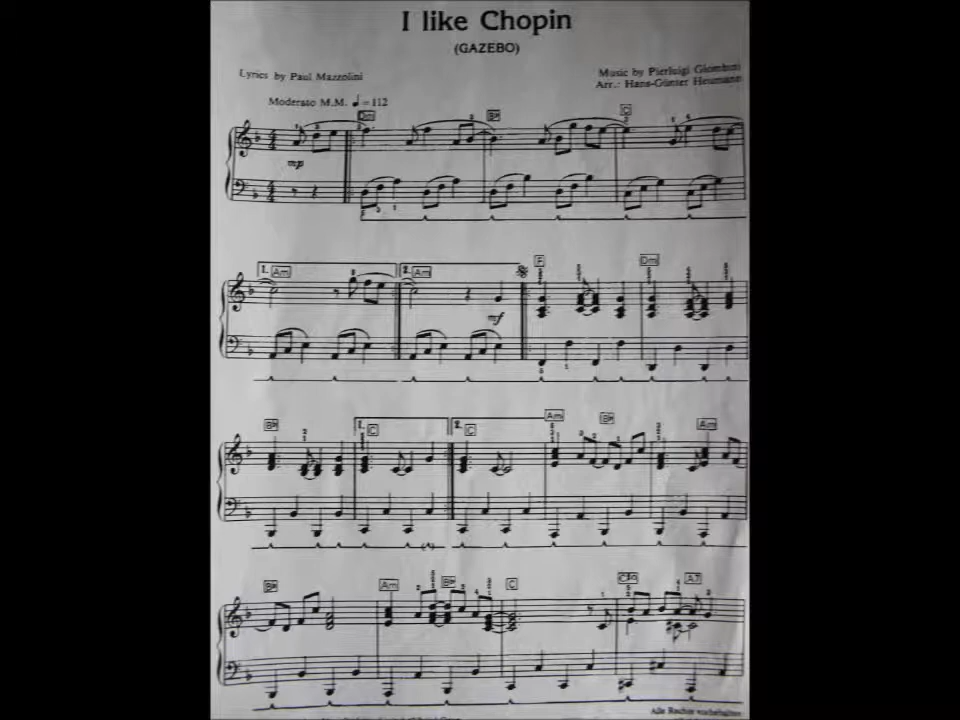 I like Chopin
(GAZEBO)
Lyrics by Paul Mazzolini
Music by Pierluigi Giombini
Arr.: Hans-Günter Heumann
Moderato M.M. ♩=112
Dm B♭ C
mp
1. Am 2. Am F Dm
mf
B♭ 1. C 2. C Am B♭ Am
B♭ Am B♭ C A7
Alle Rechte vorbehalten